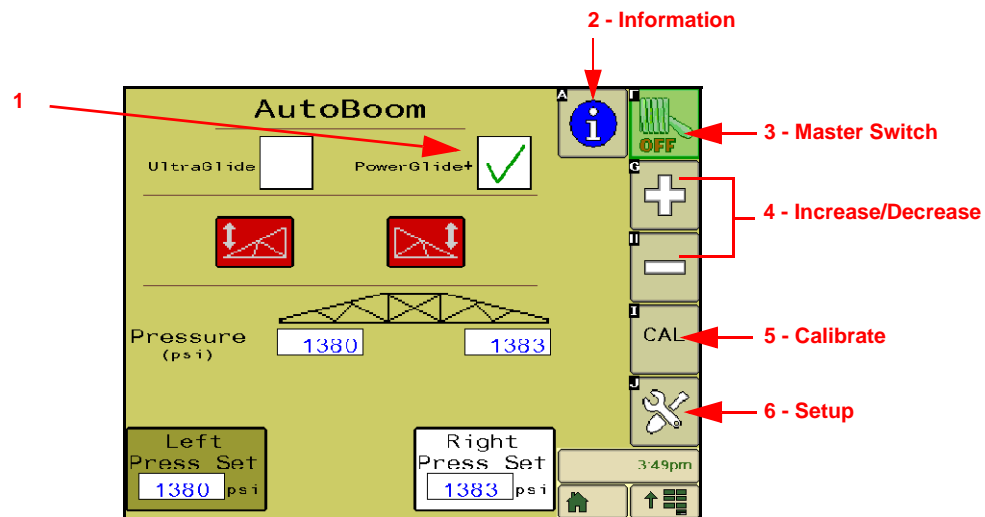 2 - Information
1
A
F
AutoBoom
OFF
3 - Master Switch
UltraGlide
PowerGlide+
G
4 - Increase/Decrease
H
I
Pressure
(psi)
1380
1383
CAL
5 - Calibrate
J
6 - Setup
Left
Press Set
1380 psi
Right
Press Set
1383 psi
3:49pm